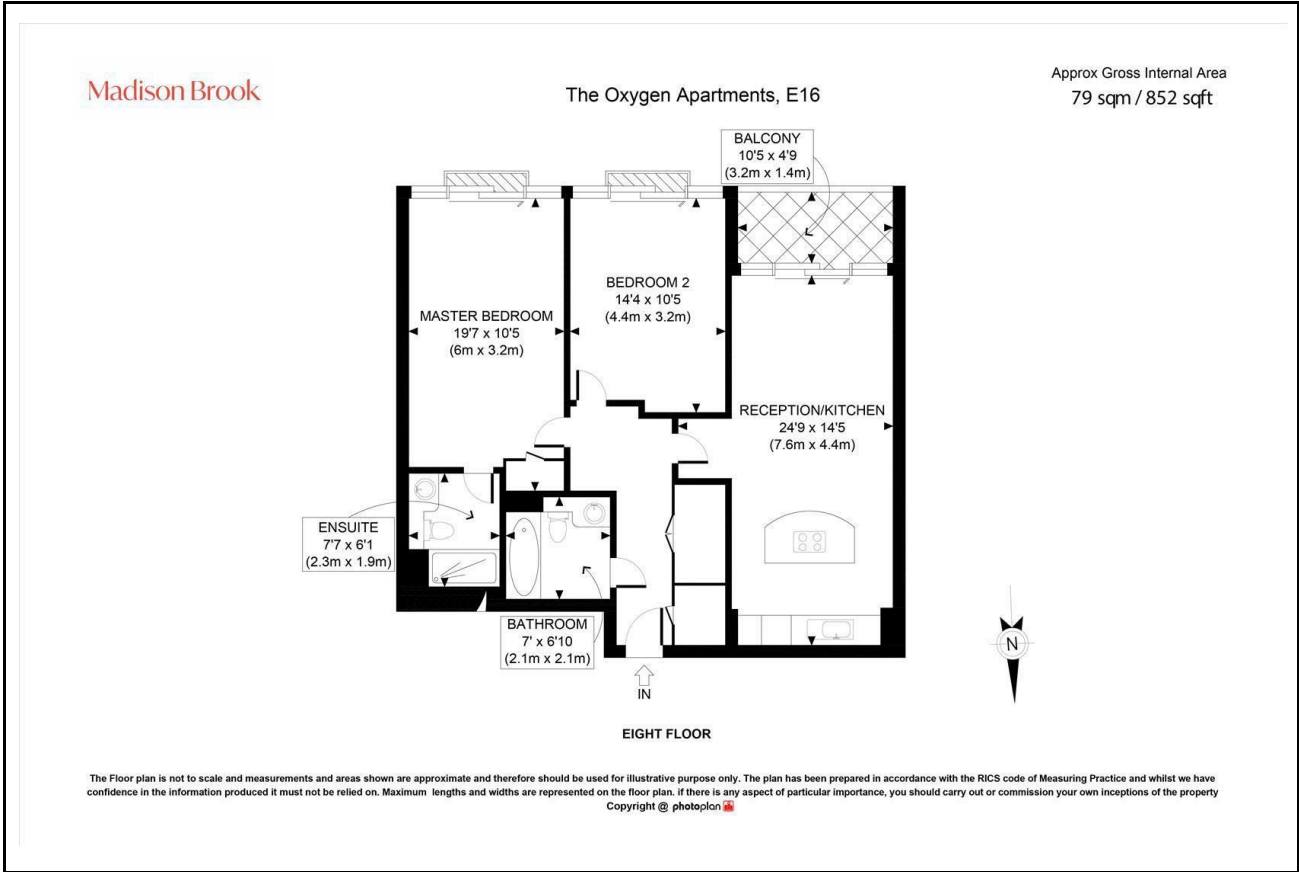 Madison Brook
The Oxygen Apartments, E16
Approx Gross Internal Area
79 sqm / 852 sqft
BALCONY
10'5 x 4'9
(3.2m x 1.4m)
BEDROOM 2
14'4 x 10'5
(4.4m x 3.2m)
MASTER BEDROOM
19'7 x 10'5
(6m x 3.2m)
RECEPTION/KITCHEN
24'9 x 14'5
(7.6m x 4.4m)
ENSUITE
7'7 x 6'1
(2.3m x 1.9m)
BATHROOM
7' x 6'10
(2.1m x 2.1m)
N
IN
EIGHT FLOOR
The Floor plan is not to scale and measurements and areas shown are approximate and therefore should be used for illustrative purpose only. The plan has been prepared in accordance with the RICS code of Measuring Practice and whilst we have
confidence in the information produced it must not be relied on. Maximum lengths and widths are represented on the floor plan. if there is any aspect of particular importance, you should carry out or commission your own inceptions of the property
Copyright @ photoplan